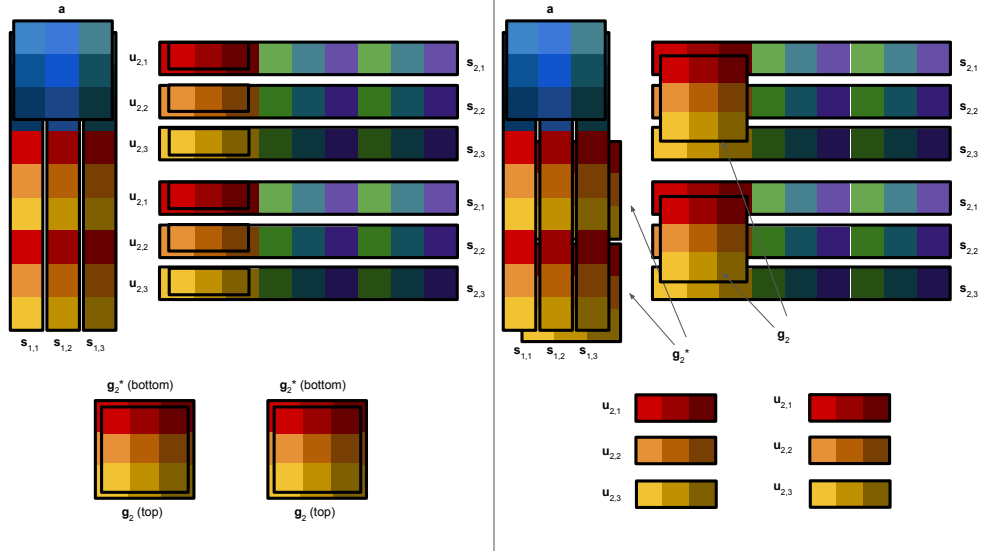 a
u2,1
s2,1
u2,2
s2,2
u2,3
s2,3
u2,1
s2,1
u2,2
s2,2
u2,3
s2,3
s1,1 s1,2 s1,3
g2* (bottom) g2* (bottom)
g2 (top) g2 (top)
a
s2,1
s2,2
s2,3
s2,1
s2,2
s2,3
g2
g2*
s1,1 s1,2 s1,3
u2,1 u2,1
u2,2 u2,2
u2,3 u2,3